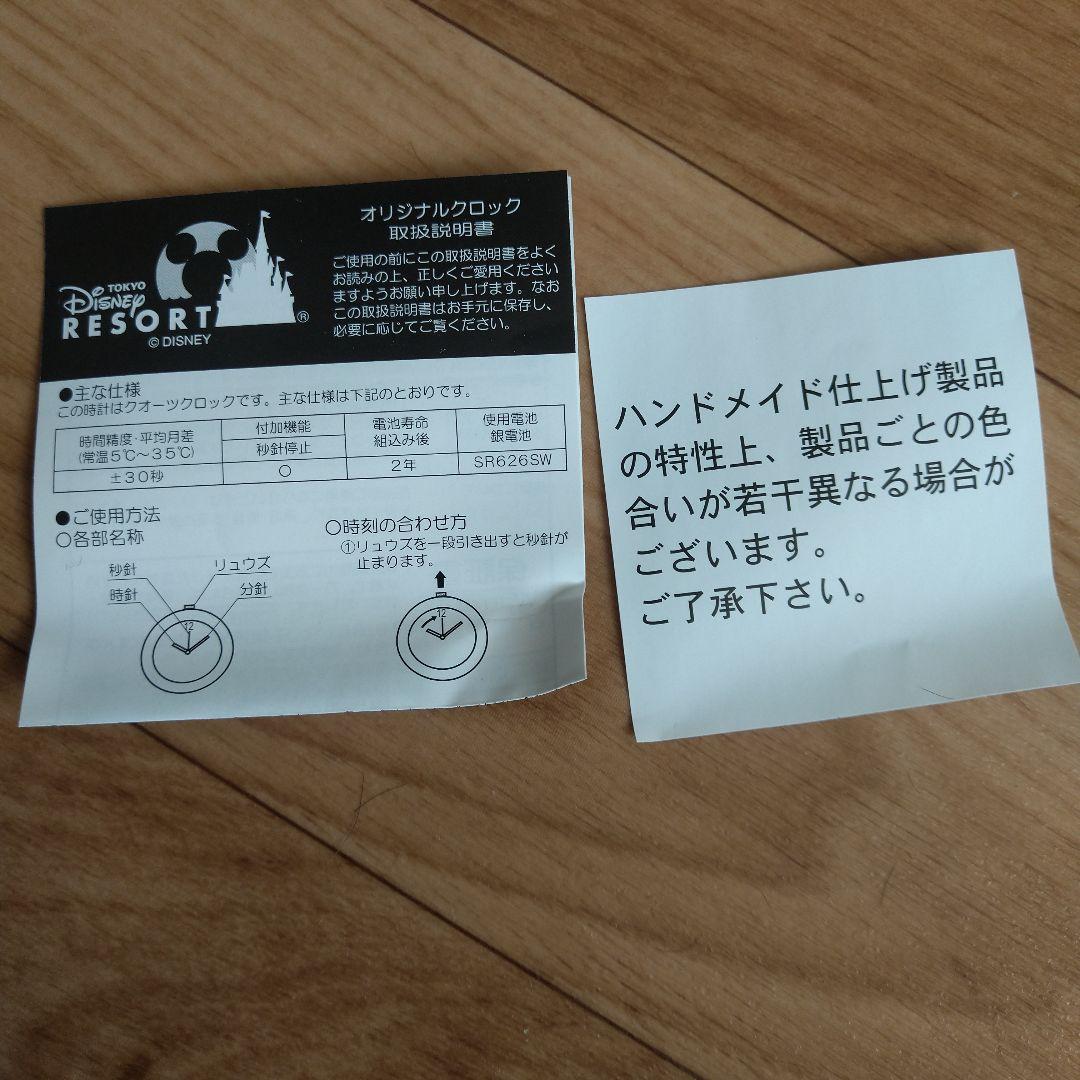 TOKYO
Disney
RESORT®
© DISNEY
オリジナルクロック
取扱説明書
ご使用の前にこの取扱説明書をよく
お読みの上、正しくご愛用ください
ますようお願い申し上げます。なお
この取扱説明書はお手元に保存し、
必要に応じてご覧ください。
●主な仕様
この時計はクオーツクロックです。主な仕様は下記のとおりです。
時間精度・平均月差
(常温5℃〜35℃)
付加機能
秒針停止
電池寿命
組込み後
使用電池
銀電池
±30秒
○
2年
SR626SW
●ご使用方法
○各部名称
秒針
時針
リュウズ
分針
12
○時刻の合わせ方
①リュウズを一段引き出すと秒針が
止まります。
12
ハンドメイド仕上げ製品
の特性上、製品ごとの色
合いが若干異なる場合が
ございます。
ご了承下さい。